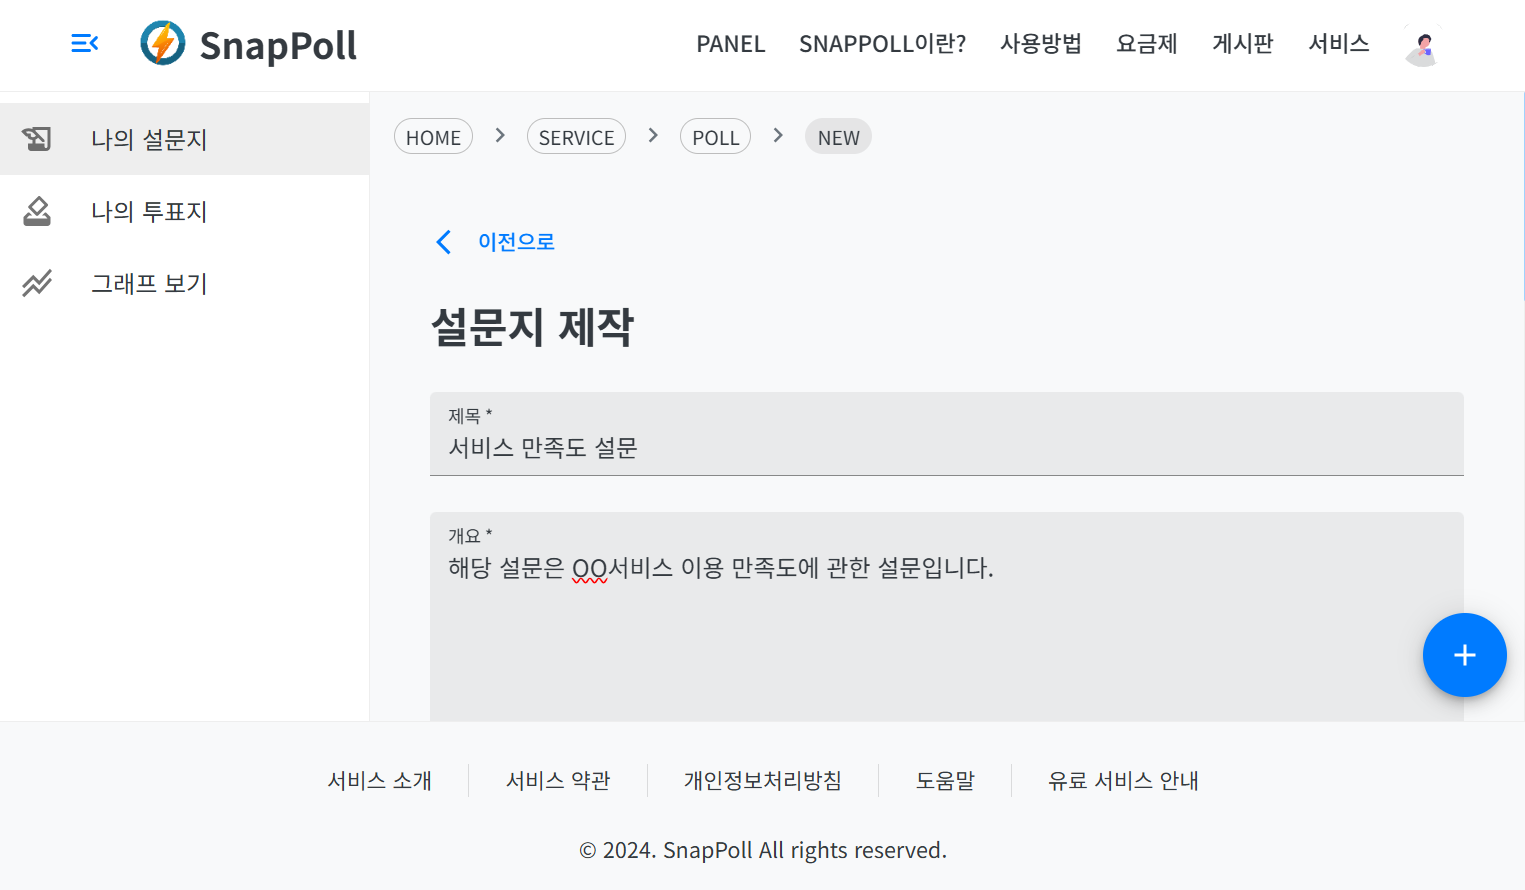 SnapPoll
PANEL SNAPPOLL이란? 사용방법 요금제 게시판 서비스
나의 설문지
나의 투표지
그래프 보기
HOME > SERVICE > POLL > NEW
이전으로
설문지 제작
제목 *
서비스 만족도 설문
개요 *
해당 설문은 OO서비스 이용 만족도에 관한 설문입니다.
+
서비스 소개 서비스 약관 개인정보처리방침 도움말 유료 서비스 안내
© 2024. SnapPoll All rights reserved.